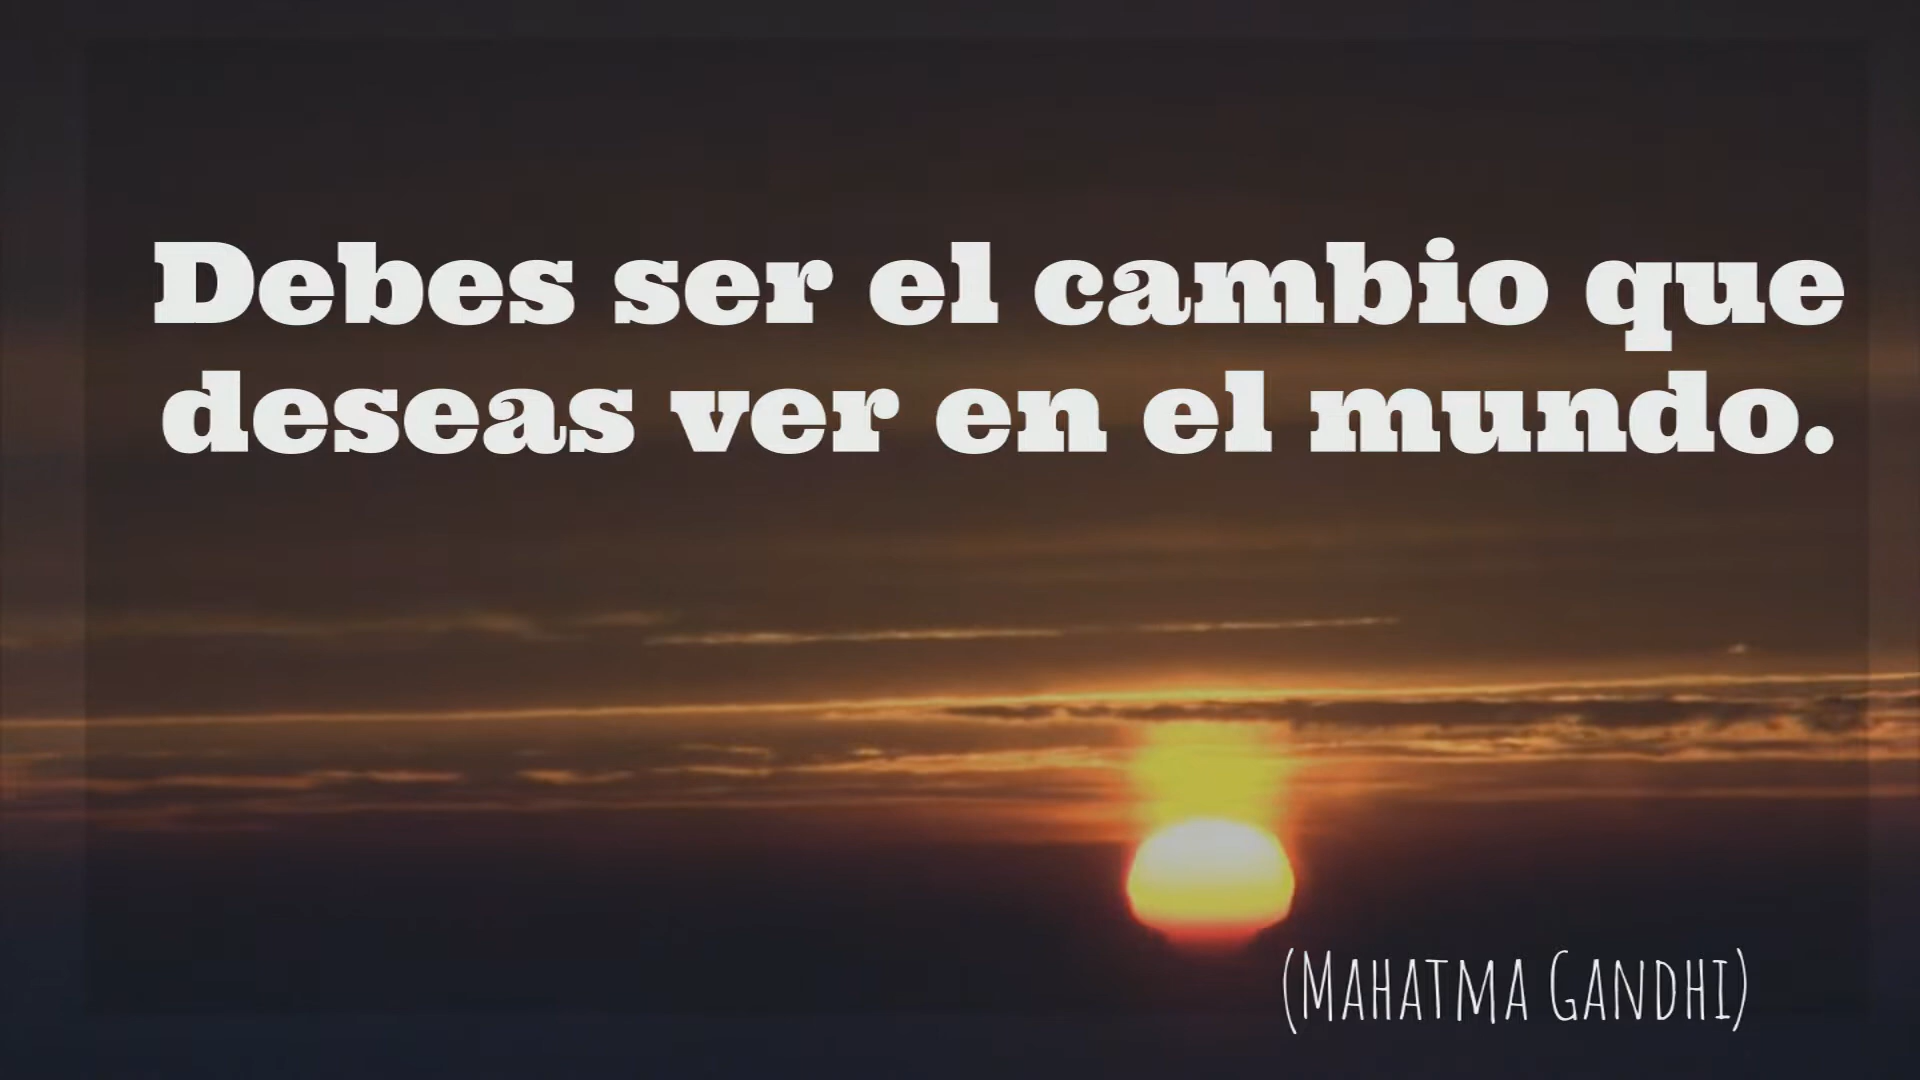 Debes ser el cambio que
deseas ver en el mundo.
(MAHATMA GANDHI)